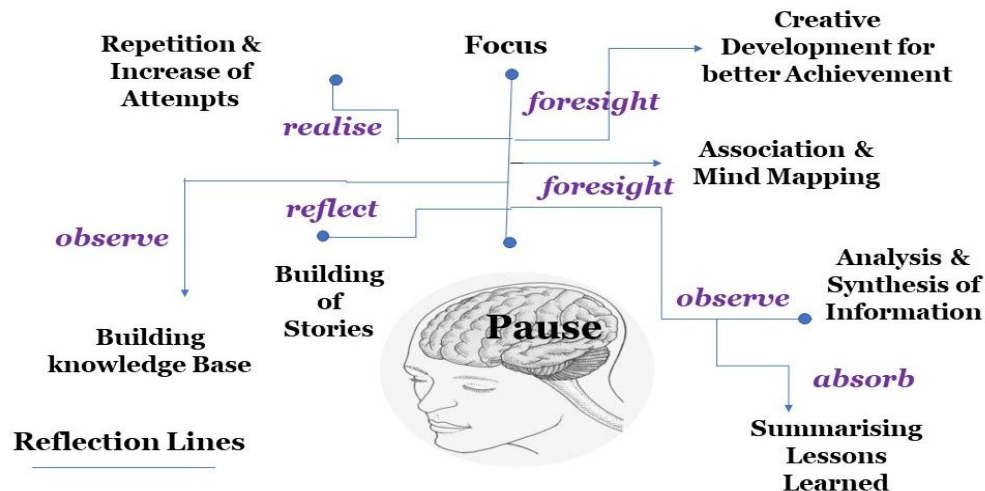 Repetition &
Increase of
Attempts
Focus
Creative
Development for
better Achievement
foresight
realise
Association &
Mind Mapping
foresight
reflect
observe
Building
of
Stories
Analysis &
Synthesis of
Information
observe
Pause
Building
knowledge Base
absorb
Reflection Lines
Summarising
Lessons
Learned